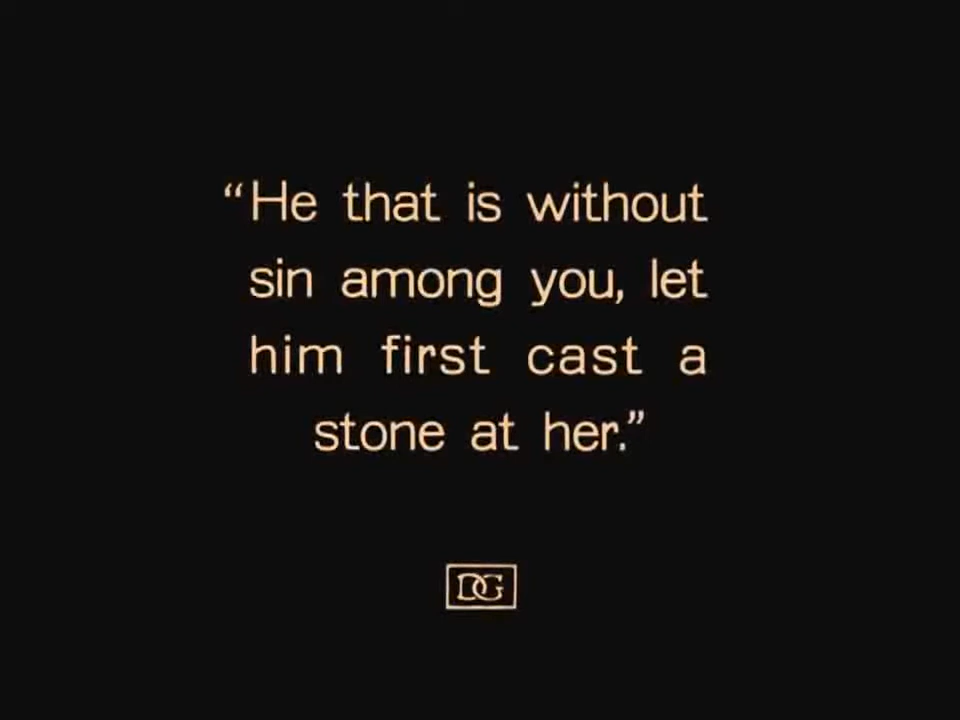 “He that is without
sin among you, let
him first cast a
stone at her.”
DG